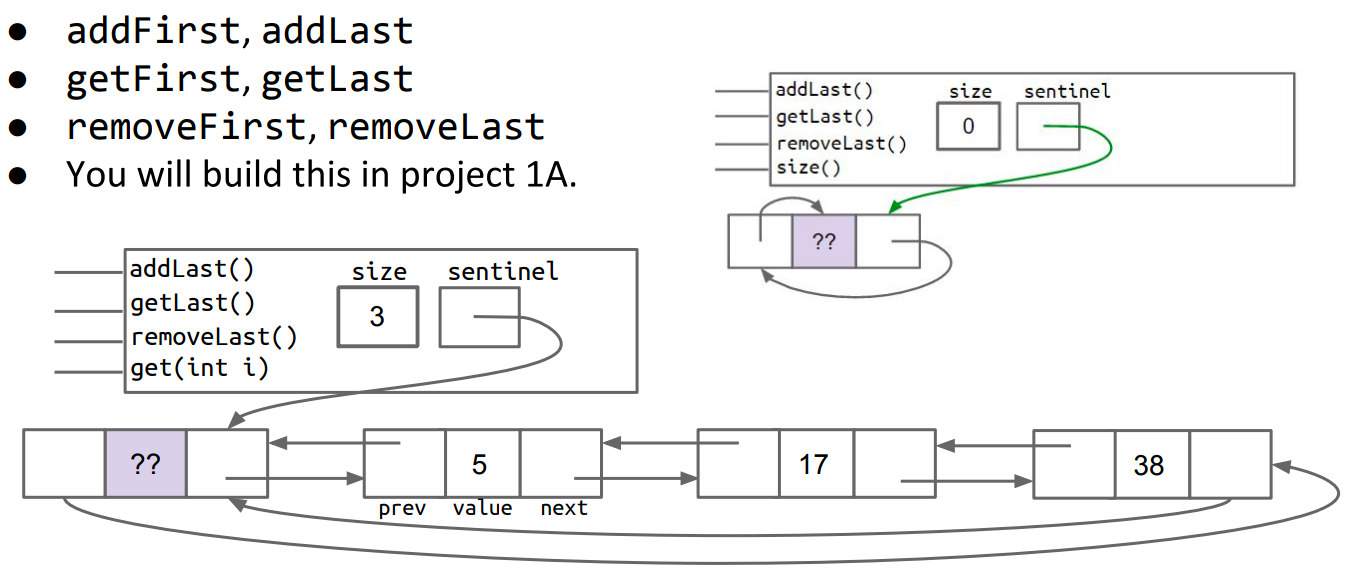 ● addFirst, addLast
● getFirst, getLast
● removeFirst, removeLast
● You will build this in project 1A.
addLast() size sentinel
getLast() 0
removeLast()
size()
??
addLast() size sentinel
getLast() 3
removeLast()
get(int i)
?? 5 17 38
prev value next